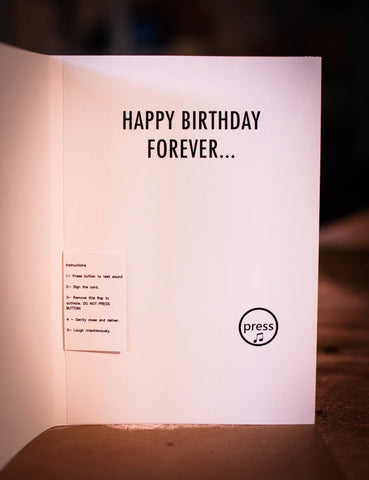 HAPPY BIRTHDAY
FOREVER...
Instructions
1- Press button to test sound
2- Sign the card.
3- Remove this flap to
activate. DO NOT PRESS
BUTTON!
4 - Gently close and deliver.
5- Laugh mischievously
press